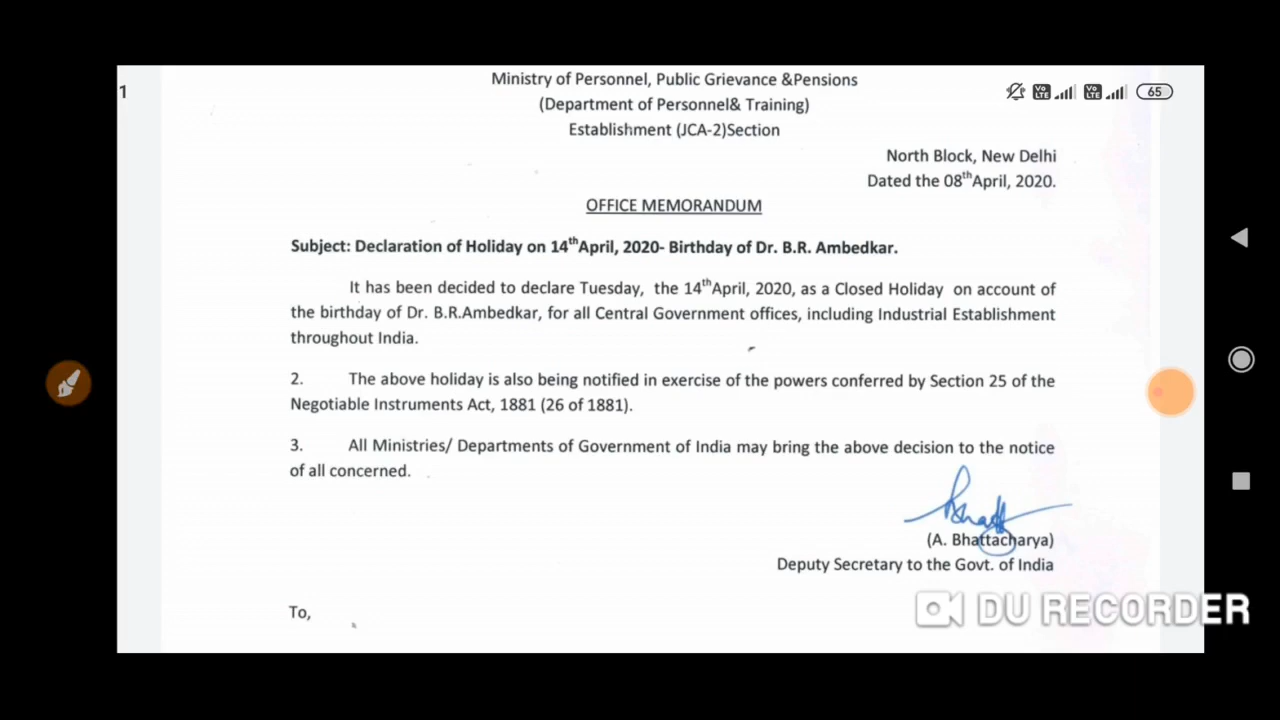 1
Vo LTE Vo LTE 65
Ministry of Personnel, Public Grievance &Pensions
(Department of Personnel& Training)
Establishment (JCA-2)Section
North Block, New Delhi
Dated the 08th April, 2020.
OFFICE MEMORANDUM
Subject: Declaration of Holiday on 14th April, 2020- Birthday of Dr. B.R. Ambedkar.
It has been decided to declare Tuesday, the 14th April, 2020, as a Closed Holiday on account of
the birthday of Dr. B.R.Ambedkar, for all Central Government offices, including Industrial Establishment
throughout India.
2. The above holiday is also being notified in exercise of the powers conferred by Section 25 of the
Negotiable Instruments Act, 1881 (26 of 1881).
3. All Ministries/ Departments of Government of India may bring the above decision to the notice
of all concerned.
(A. Bhattacharya)
Deputy Secretary to the Govt. of India
To,
DU RECORDER